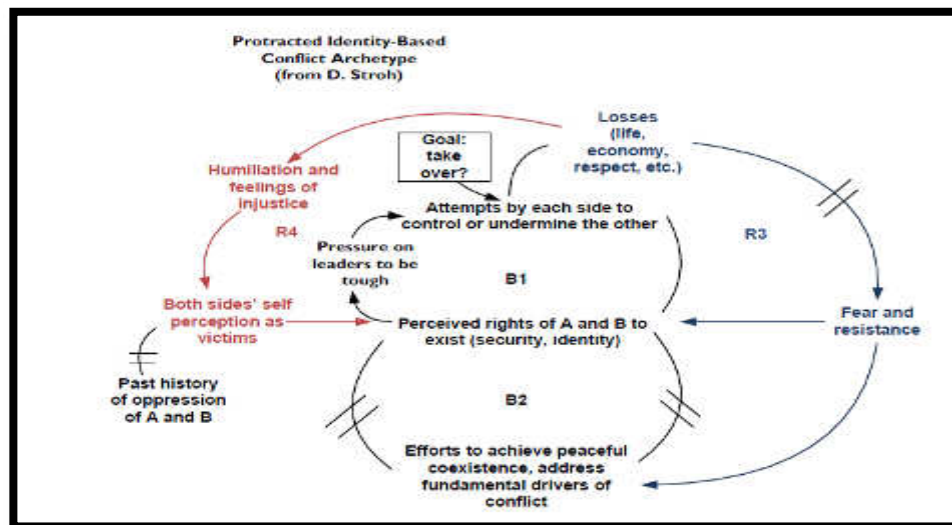 Protracted Identity-Based
Conflict Archetype
(from D. Stroh)
Losses
(life,
economy,
respect, etc.)
Goal:
take
over?
Humiliation and
feelings of
injustice
Attempts by each side to
control or undermine the other
R4
R3
Pressure on
leaders to be
tough
B1
Both sides' self
perception as
victims
Perceived rights of A and B to
exist (security, identity)
Fear and
resistance
Past history
of oppression
of A and B
B2
Efforts to achieve peaceful
coexistence, address
fundamental drivers of
conflict